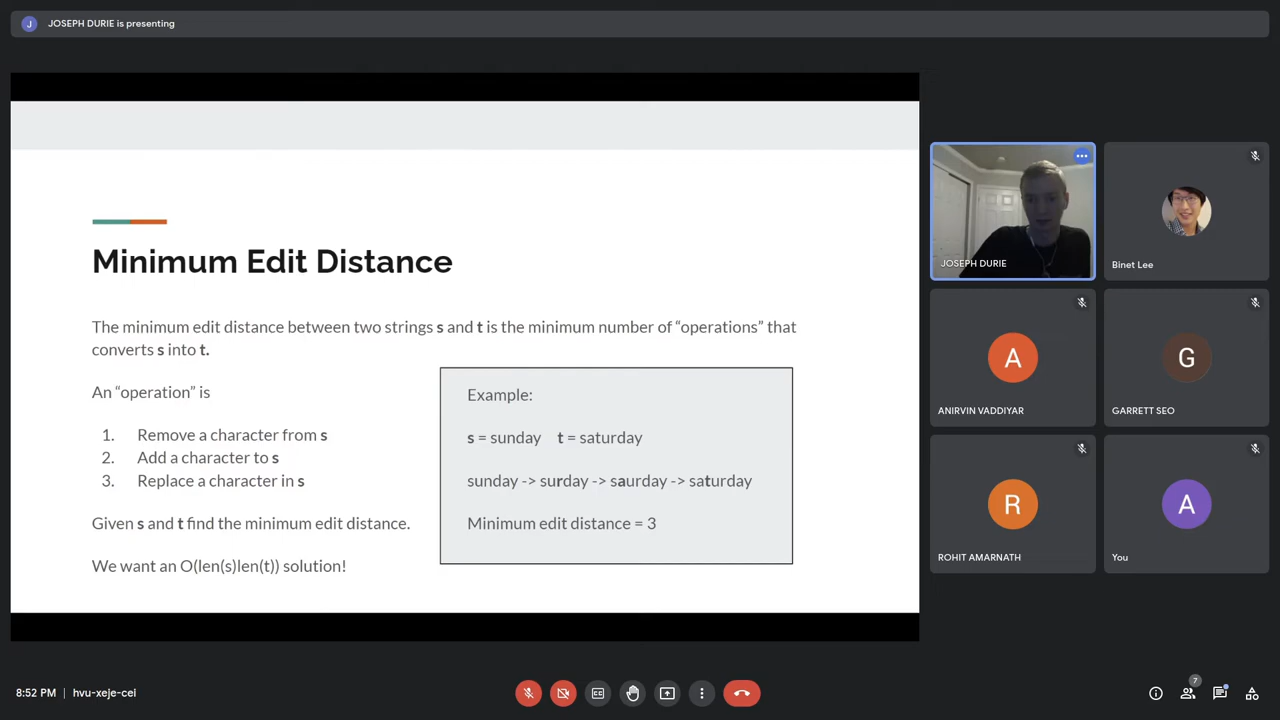 J JOSEPH DURIE is presenting
Minimum Edit Distance
The minimum edit distance between two strings s and t is the minimum number of “operations” that
converts s into t.
An “operation” is
1. Remove a character from s
2. Add a character to s
3. Replace a character in s
Given s and t find the minimum edit distance.
We want an O(len(s)len(t)) solution!
Example:
s = sunday t = saturday
sunday -> surday -> saurday -> saturday
Minimum edit distance = 3
JOSEPH DURIE
Binet Lee
A
ANIRVIN VADDIYAR
G
GARRETT SEO
R
ROHIT AMARNATH
A
You
8:52 PM | hvu-xeje-cei
CC
7